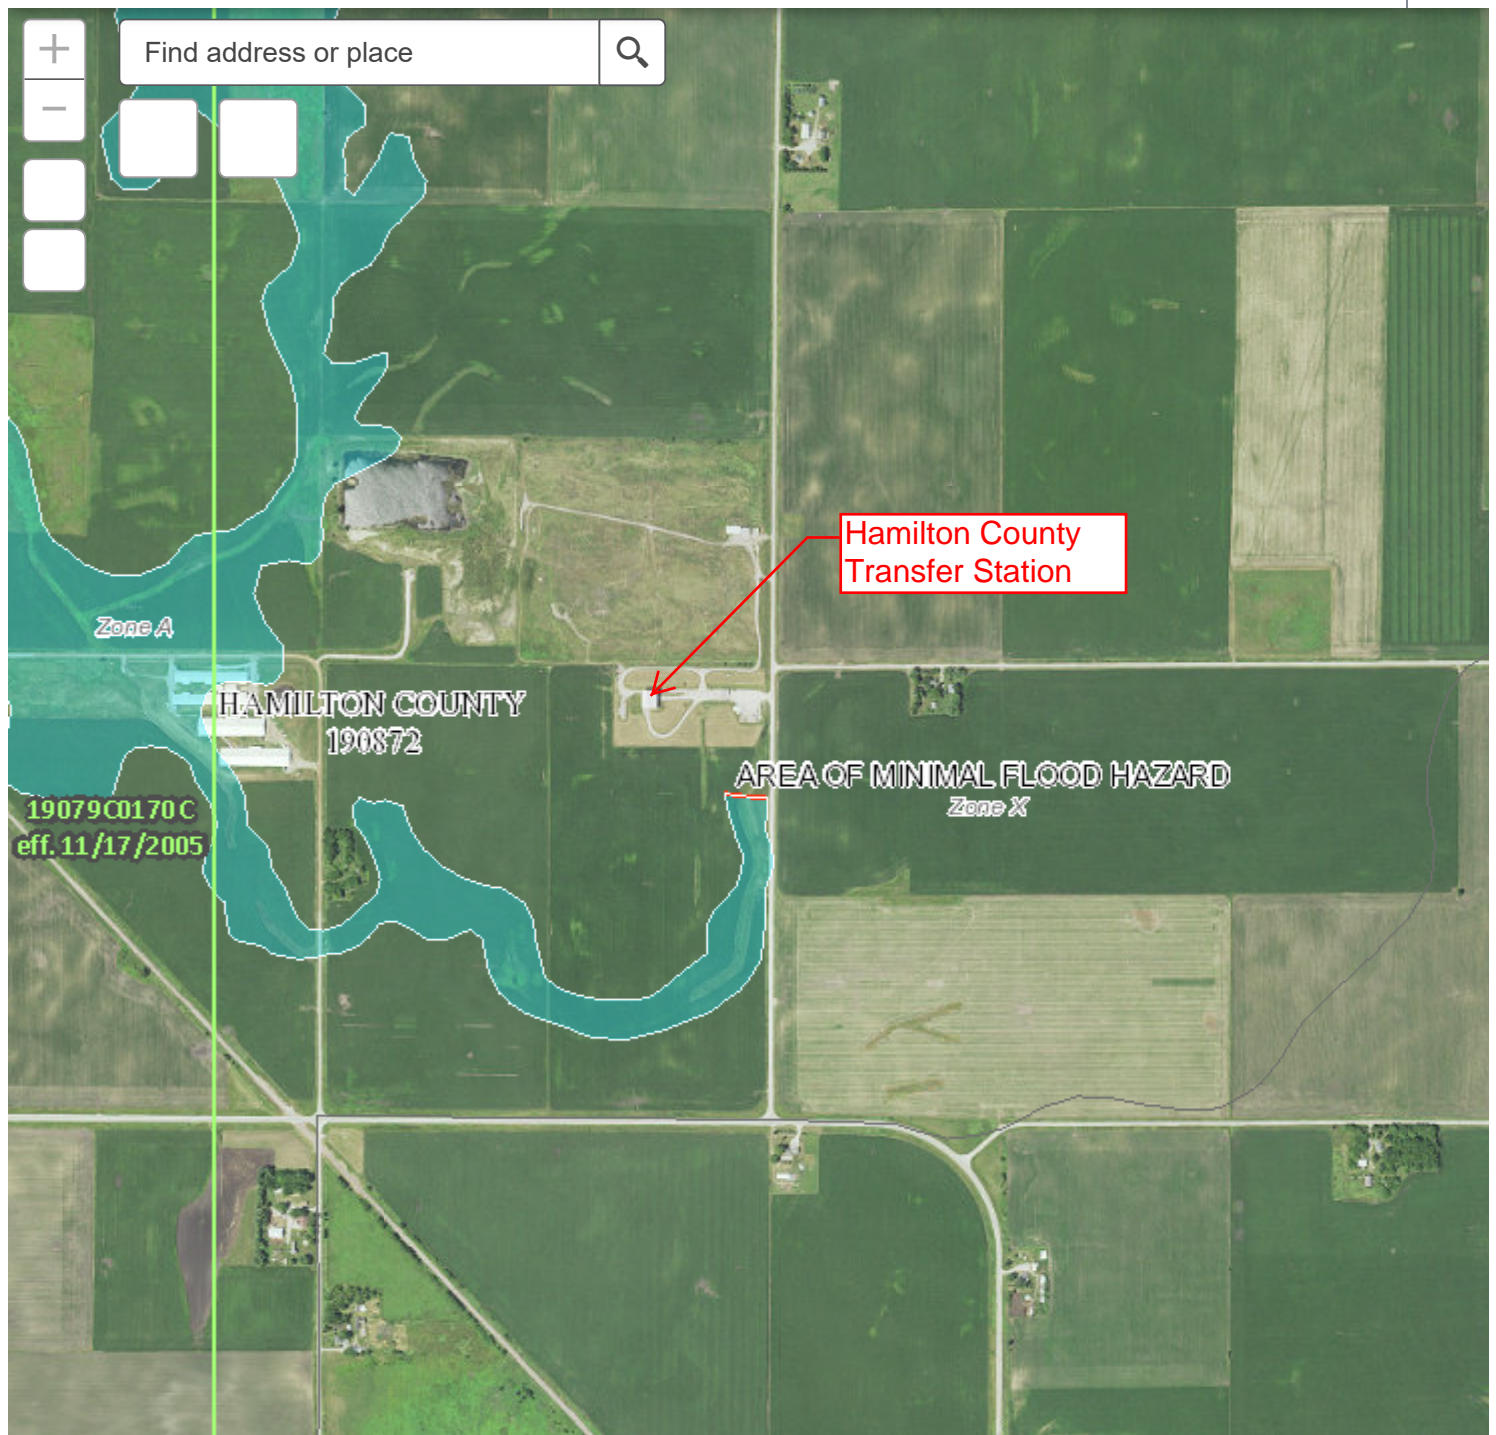 Find address or place
Hamilton County
Transfer Station
Zone A
HAMILTON COUNTY
190872
AREA OF MINIMAL FLOOD HAZARD
Zone X
19079C0170C
eff. 11/17/2005